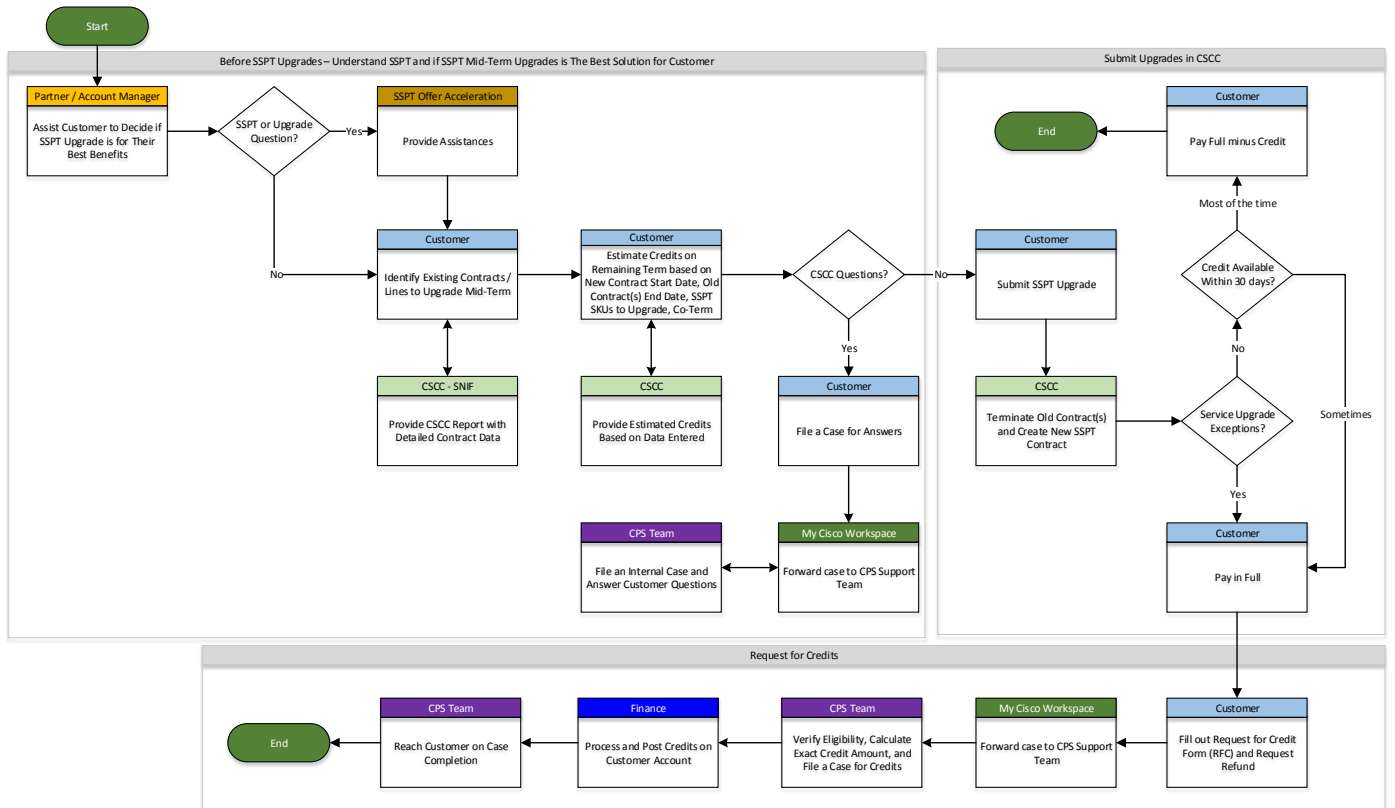 Start
Before SSPT Upgrades – Understand SSPT and if SSPT Mid-Term Upgrades is The Best Solution for Customer
Partner / Account Manager
Assist Customer to Decide if
SSPT Upgrade is for Their
Best Benefits
SSPT or Upgrade
Question?
Yes
SSPT Offer Acceleration
Provide Assistances
No
Customer
Identify Existing Contracts /
Lines to Upgrade Mid-Term
Customer
Estimate Credits on
Remaining Term based on
New Contract Start Date, Old
Contract(s) End Date, SSPT
SKUs to Upgrade, Co-Term
CSCC Questions?
No
Yes
CSCC - SNIF
Provide CSCC Report with
Detailed Contract Data
CSCC
Provide Estimated Credits
Based on Data Entered
Customer
File a Case for Answers
CPS Team
File an Internal Case and
Answer Customer Questions
My Cisco Workspace
Forward case to CPS Support
Team
Submit Upgrades in CSCC
End
Customer
Pay Full minus Credit
Most of the time
Customer
Submit SSPT Upgrade
Credit Available
Within 30 days?
No
Sometimes
CSCC
Terminate Old Contract(s)
and Create New SSPT
Contract
Service Upgrade
Exceptions?
Yes
Customer
Pay in Full
Request for Credits
End
CPS Team
Reach Customer on Case
Completion
Finance
Process and Post Credits on
Customer Account
CPS Team
Verify Eligibility, Calculate
Exact Credit Amount, and
File a Case for Credits
My Cisco Workspace
Forward case to CPS Support
Team
Customer
Fill out Request for Credit
Form (RFC) and Request
Refund